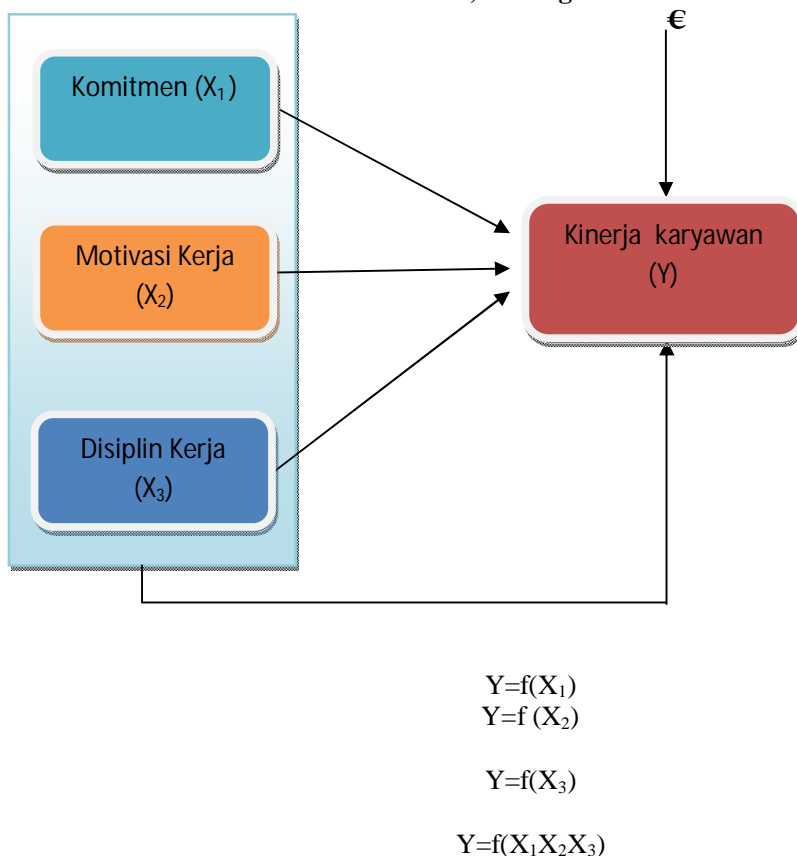 €
Komitmen (X₁)
Motivasi Kerja
(X₂)
Kinerja karyawan
(Y)
Disiplin Kerja
(X₃)
Y=f(X₁)
Y=f (X₂)
Y=f(X₃)
Y=f(X₁X₂X₃)